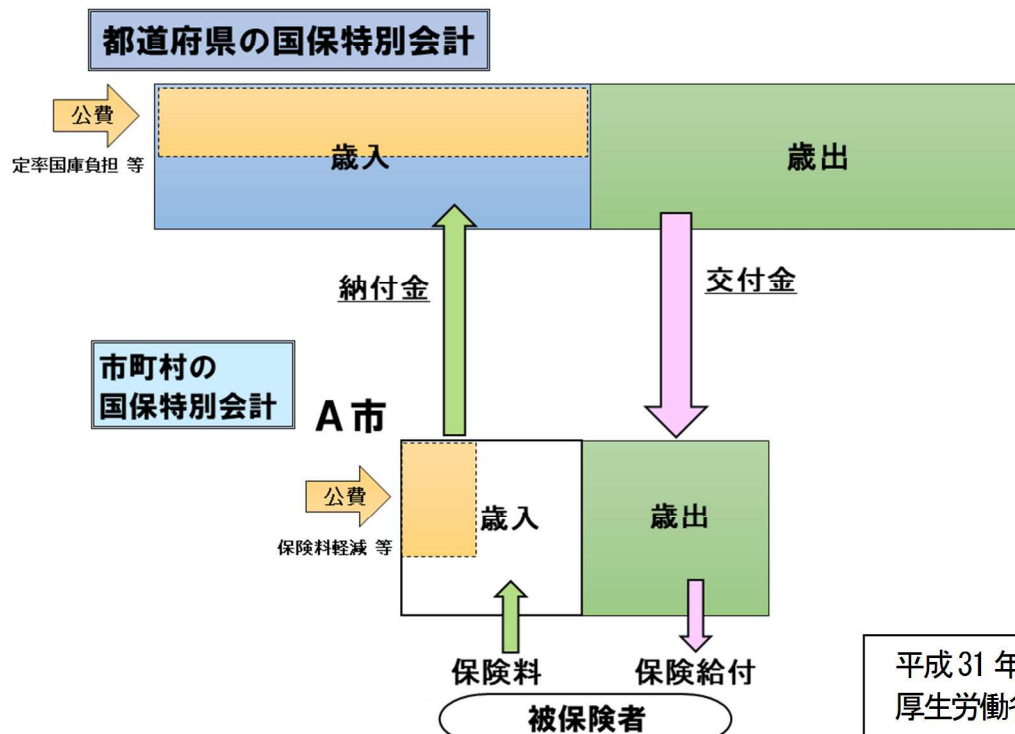 都道府県の国保特別会計
公費
定率国庫負担 等
歳入
歳出
納付金
交付金
市町村の
国保特別会計
A市
公費
保険料軽減 等
歳入
歳出
保険料
保険給付
被保険者
平成31年
厚生労働